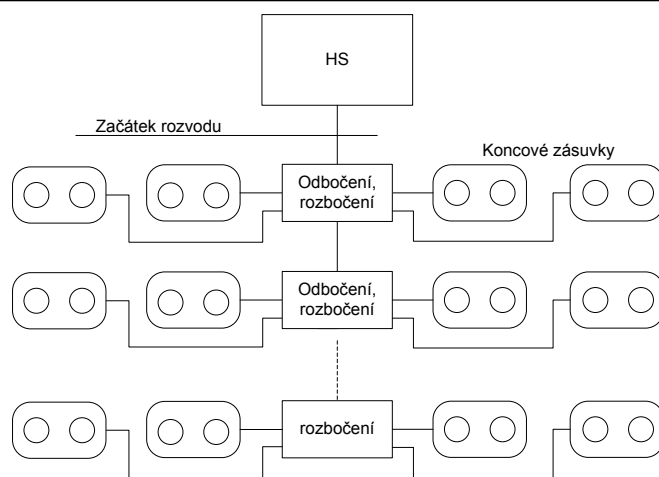 HS
Začátek rozvodu
Koncové zásuvky
Odbočení,
rozbočení
Odbočení,
rozbočení
rozbočení